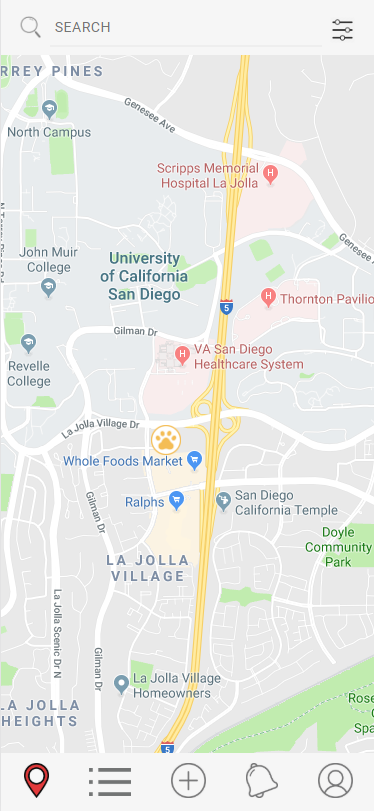 SEARCH
RREY PINES
North Campus
Genesee Ave
Scripps Memorial
Hospital La Jolla
H
Genesee
John Muir
College
University
of California
San Diego
H
Thornton Pavilio
5
Gilman Dr
H
VA San Diego
Healthcare System
Revelle
College
La Jolla Village Dr
Whole Foods Market
Gilman Dr
Ralphs
San Diego
California Temple
Doyle
Community
Park
LA JOLLA
VILLAGE
La Jolla Scenic Dr N
Gilman Dr
La Jolla Village
Homeowners
LA JOLLA
HEIGHTS
Rose
C
Spa
5